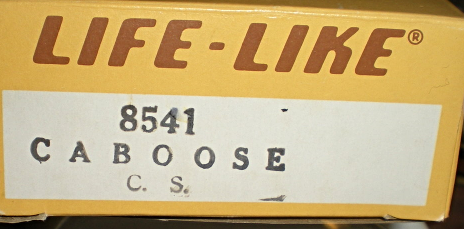 LIFE-LIKE®
8541
CABOOSE
C. S.